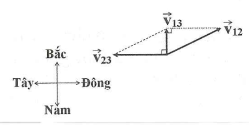 v⃗₁₃
v⃗₂₃
v⃗₁₂
Bắc
Tây
Đông
Nam